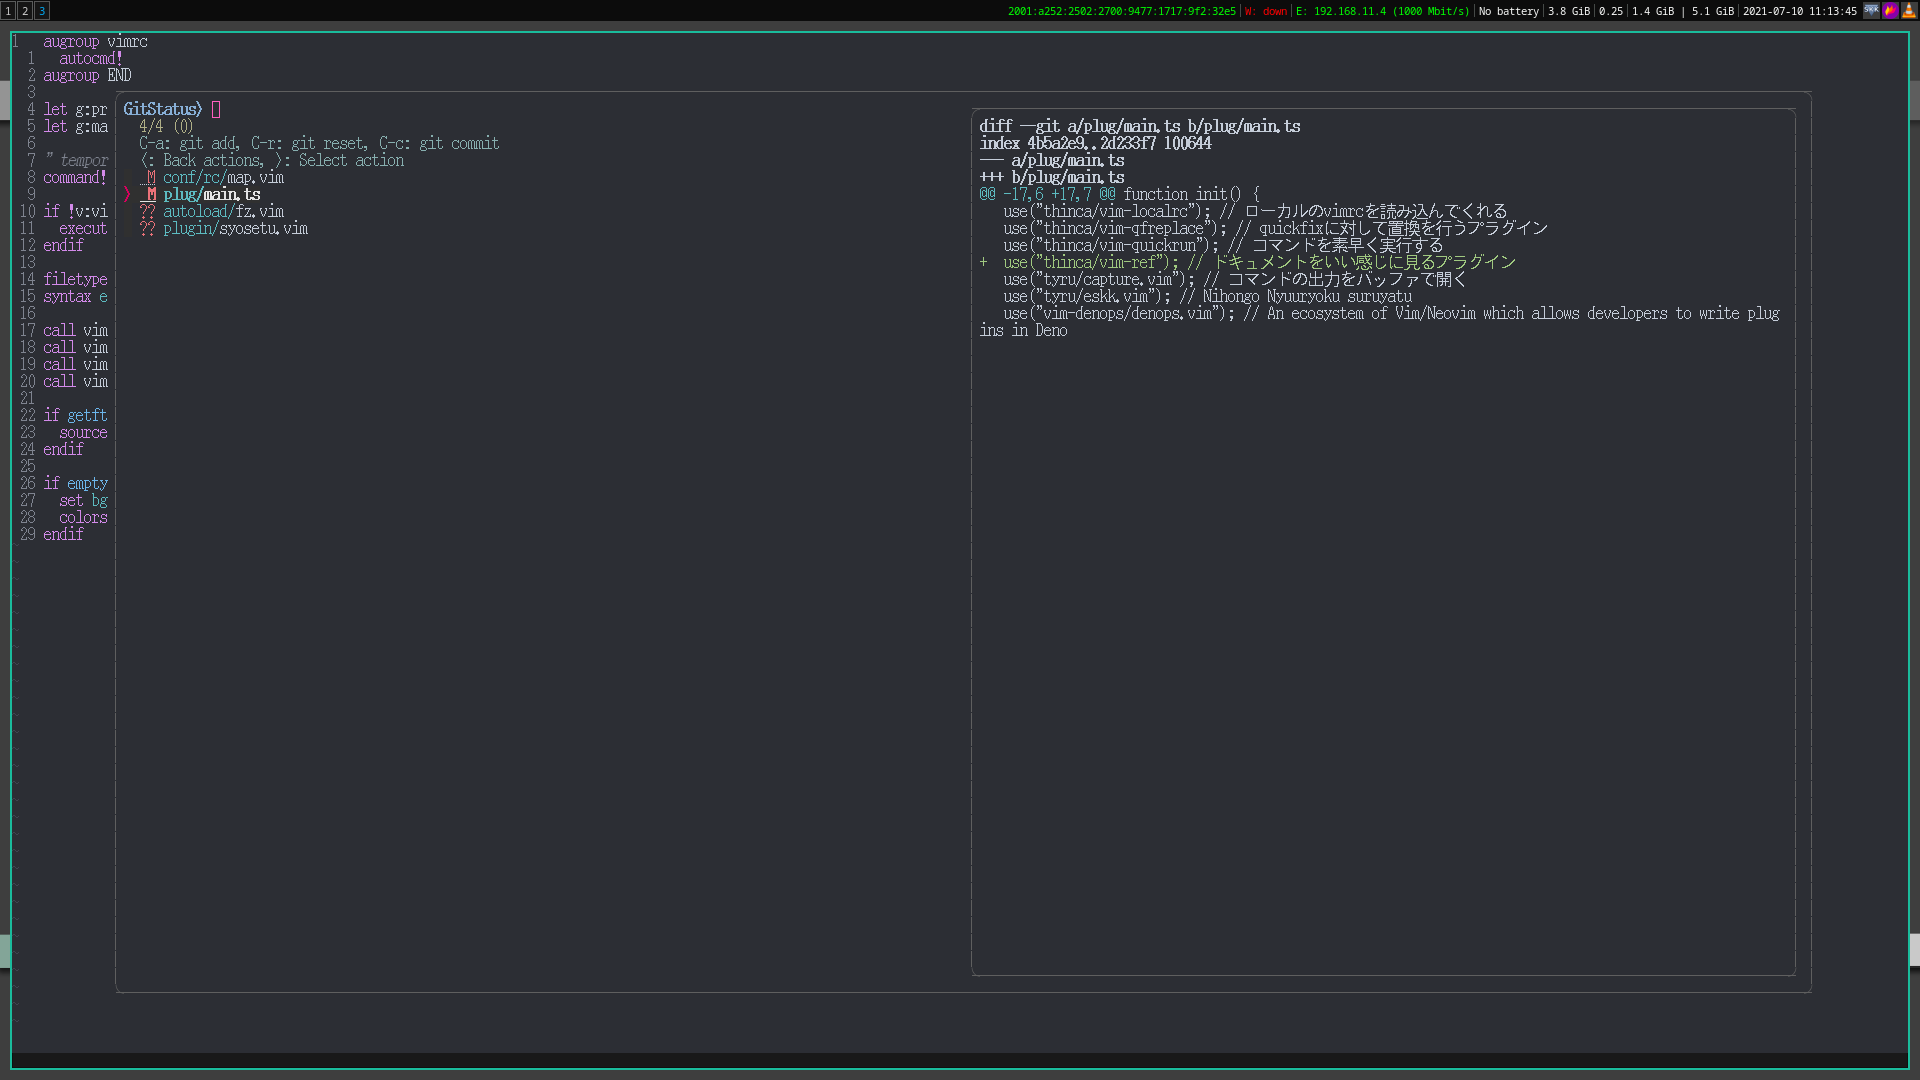 1 2 3 2001:a252:2502:2700:9477:1717:9f2:32e5 | W: down | E: 192.168.11.4 (1000 Mbit/s) | No battery | 3.8 GiB | 0.25 | 1.4 GiB | 5.1 GiB | 2021-07-10 11:13:45
1 augroup vimrc
1 autocmd!
2 augroup END
3
4 let g:pr
5 let g:ma
6
7 " tempor
8 command!
9
10 if !v:vi
11 execut
12 endif
13
14 filetype
15 syntax e
16
17 call vim
18 call vim
19 call vim
20 call vim
21
22 if getft
23 source
24 endif
25
26 if empty
27 set bg
28 colors
29 endif
GitStatus>
4/4 (0)
C-a: git add, C-r: git reset, C-c: git commit
<: Back actions, >: Select action
M conf/rc/map.vim
> M plug/main.ts
?? autoload/fz.vim
?? plugin/syosetu.vim
diff --git a/plug/main.ts b/plug/main.ts
index 4b5a2e9..2d233f7 100644
--- a/plug/main.ts
+++ b/plug/main.ts
@@ -17,6 +17,7 @@ function init() {
use("thinca/vim-localrc"); // ローカルのvimrcを読み込んでくれる
use("thinca/vim-qfreplace"); // quickfixに対して置換を行うプラグイン
use("thinca/vim-quickrun"); // コマンドを素早く実行する
+ use("thinca/vim-ref"); // ドキュメントをいい感じに見るプラグイン
use("tyru/capture.vim"); // コマンドの出力をバッファで開く
use("tyru/eskk.vim"); // Nihongo Nyuuryoku suruyatu
use("vim-denops/denops.vim"); // An ecosystem of Vim/Neovim which allows developers to write plug
ins in Deno